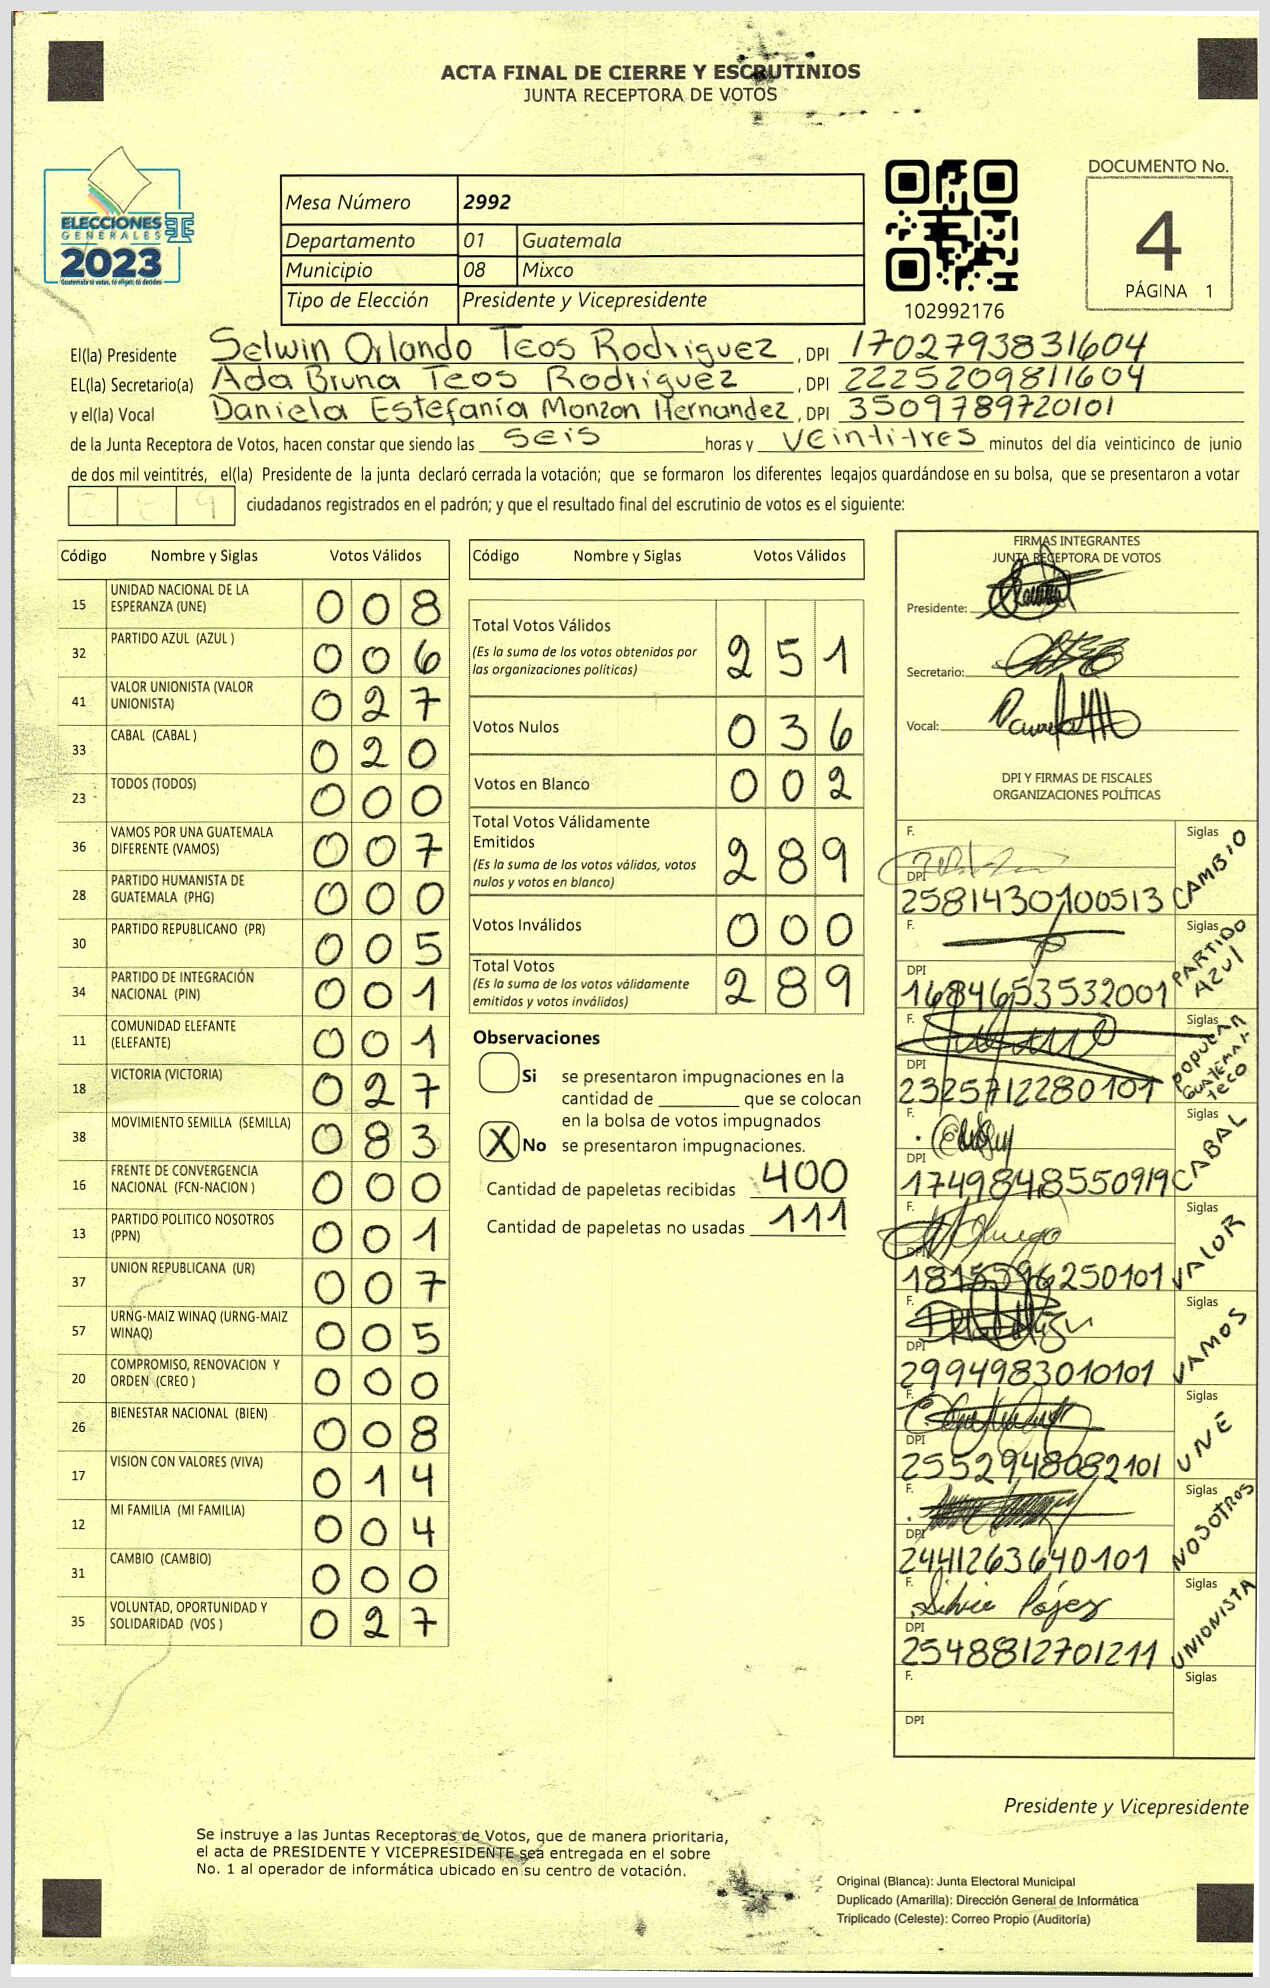 ACTA FINAL DE CIERRE Y ESCRUTINIOS
JUNTA RECEPTORA DE VOTOS
ELECCIONES
GENERALES
2023
Guatemala tú votas, tú eliges, tú decides
Mesa Número 2992
Departamento 01 Guatemala
Municipio 08 Mixco
Tipo de Elección Presidente y Vicepresidente
102992176
DOCUMENTO No.
4
PÁGINA 1
El(la) Presidente Selwin Orlando Teos Rodriguez, DPI 1702793831604
EL(la) Secretario(a) Ada Bruna Teos Rodriguez, DPI 2225209811604
y el(la) Vocal Daniela Estefanía Monzon Hernandez, DPI 3509789720101
de la Junta Receptora de Votos, hacen constar que siendo las seis horas y veintitres minutos del día veinticinco de junio
de dos mil veintitrés, el(la) Presidente de la junta declaró cerrada la votación; que se formaron los diferentes legajos quardándose en su bolsa, que se presentaron a votar
ciudadanos registrados en el padrón; y que el resultado final del escrutinio de votos es el siguiente:
Código Nombre y Siglas Votos Válidos
15 UNIDAD NACIONAL DE LA ESPERANZA (UNE) 008
32 PARTIDO AZUL (AZUL ) 006
41 VALOR UNIONISTA (VALOR UNIONISTA) 027
33 CABAL (CABAL ) 020
23 TODOS (TODOS) 000
36 VAMOS POR UNA GUATEMALA DIFERENTE (VAMOS) 007
28 PARTIDO HUMANISTA DE GUATEMALA (PHG) 000
30 PARTIDO REPUBLICANO (PR) 005
34 PARTIDO DE INTEGRACIÓN NACIONAL (PIN) 001
11 COMUNIDAD ELEFANTE (ELEFANTE) 001
18 VICTORIA (VICTORIA) 027
38 MOVIMIENTO SEMILLA (SEMILLA) 083
16 FRENTE DE CONVERGENCIA NACIONAL (FCN-NACION ) 000
13 PARTIDO POLITICO NOSOTROS (PPN) 001
37 UNION REPUBLICANA (UR) 007
57 URNG-MAIZ WINAQ (URNG-MAIZ WINAQ) 005
20 COMPROMISO, RENOVACION Y ORDEN (CREO ) 000
26 BIENESTAR NACIONAL (BIEN) 008
17 VISION CON VALORES (VIVA) 014
12 MI FAMILIA (MI FAMILIA) 004
31 CAMBIO (CAMBIO) 000
35 VOLUNTAD, OPORTUNIDAD Y SOLIDARIDAD (VOS ) 027
Código Nombre y Siglas Votos Válidos
Total Votos Válidos 251
(Es la suma de los votos obtenidos por
las organizaciones políticas)
Votos Nulos 036
Votos en Blanco 002
Total Votos Válidamente
Emitidos 289
(Es la suma de los votos válidos, votos
nulos y votos en blanco)
Votos Inválidos 000
Total Votos 289
(Es la suma de los votos válidamente
emitidos y votos inválidos)
Observaciones
Si se presentaron impugnaciones en la
cantidad de ________ que se colocan
en la bolsa de votos impugnados
X No se presentaron impugnaciones.
Cantidad de papeletas recibidas 400
Cantidad de papeletas no usadas 111
FIRMAS INTEGRANTES
JUNTA RECEPTORA DE VOTOS
Presidente:
Secretario:
Vocal:
DPI Y FIRMAS DE FISCALES
ORGANIZACIONES POLÍTICAS
F. Siglas CAMBIO
DPI 2581430100513
F. Siglas PARTIDO AZUL
DPI 1684653532001
F. Siglas POPULAR GUATEMALTECO
DPI 2325712280101
F. Siglas CABAL
DPI 1749848550919
F. Siglas VALOR
DPI 1815596250101
F. Siglas VAMOS
DPI 2994983010101
F. Siglas UNE
DPI 2552948082101
F. Siglas NOSOTROS
DPI 2441263640101
F. Silvia Pájez Siglas UNIONISTA
DPI 2548812701211
F. Siglas
DPI
Presidente y Vicepresidente
Se instruye a las Juntas Receptoras de Votos, que de manera prioritaria,
el acta de PRESIDENTE Y VICEPRESIDENTE sea entregada en el sobre
No. 1 al operador de informática ubicado en su centro de votación.
Original (Blanca): Junta Electoral Municipal
Duplicado (Amarilla): Dirección General de Informática
Triplicado (Celeste): Correo Propio (Auditoría)